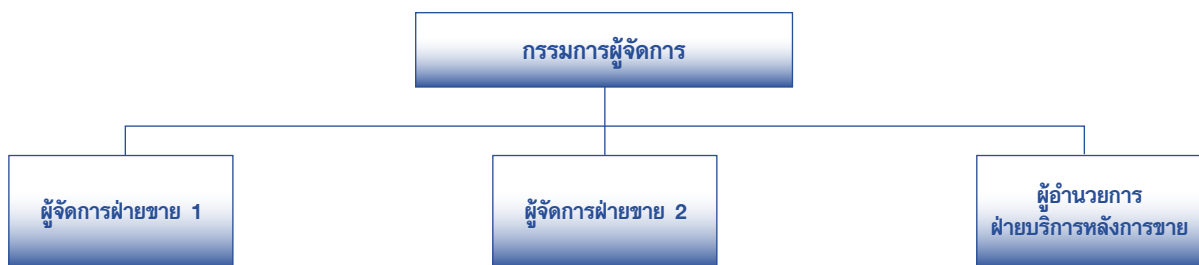 กรรมการผู้จัดการ
ผู้จัดการฝ่ายขาย 1
ผู้จัดการฝ่ายขาย 2
ผู้อำนวยการ
ฝ่ายบริการหลังการขาย